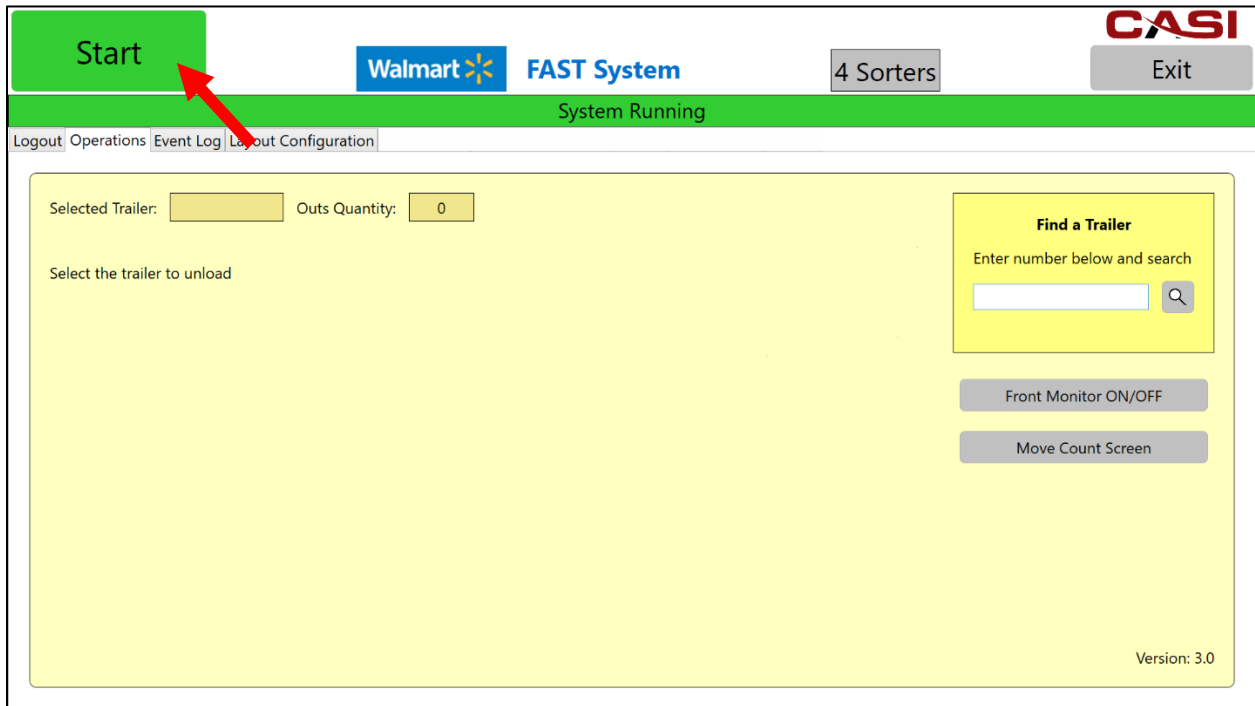 Start
CASI
Walmart
FAST System
4 Sorters
Exit
System Running
Logout Operations Event Log Layout Configuration
Selected Trailer:
Outs Quantity: 0
Select the trailer to unload
Find a Trailer
Enter number below and search
Front Monitor ON/OFF
Move Count Screen
Version: 3.0